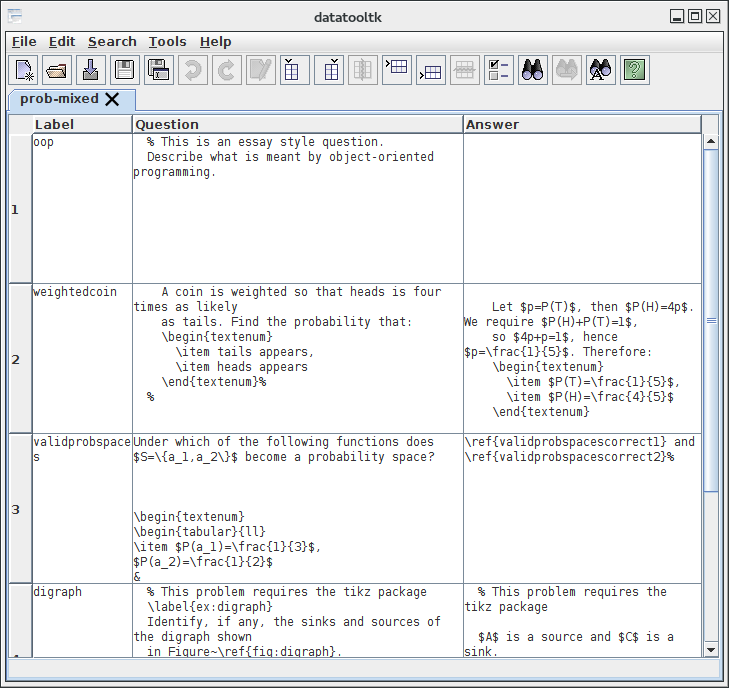 datatooltk
File Edit Search Tools Help
prob-mixed
Label Question Answer
1
oop
% This is an essay style question.
Describe what is meant by object-oriented
programming.
2
weightedcoin
A coin is weighted so that heads is four
times as likely
as tails. Find the probability that:
\begin{textenum}
\item tails appears,
\item heads appears
\end{textenum}%
%
Let $p=P(T)$, then $P(H)=4p$.
We require $P(H)+P(T)=1$,
so $4p+p=1$, hence
$p=\frac{1}{5}$. Therefore:
\begin{textenum}
\item $P(T)=\frac{1}{5}$,
\item $P(H)=\frac{4}{5}$
\end{textenum}
3
validprobspace
s
Under which of the following functions does
$S=\{a_1,a_2\}$ become a probability space?
\begin{textenum}
\begin{tabular}{ll}
\item $P(a_1)=\frac{1}{3}$,
$P(a_2)=\frac{1}{2}$
&
\ref{validprobspacescorrect1} and
\ref{validprobspacescorrect2}%
digraph
% This problem requires the tikz package
\label{ex:digraph}
Identify, if any, the sinks and sources of
the digraph shown
in Figure~\ref{fig:digraph}.
% This problem requires the
tikz package
$A$ is a source and $C$ is a
sink.